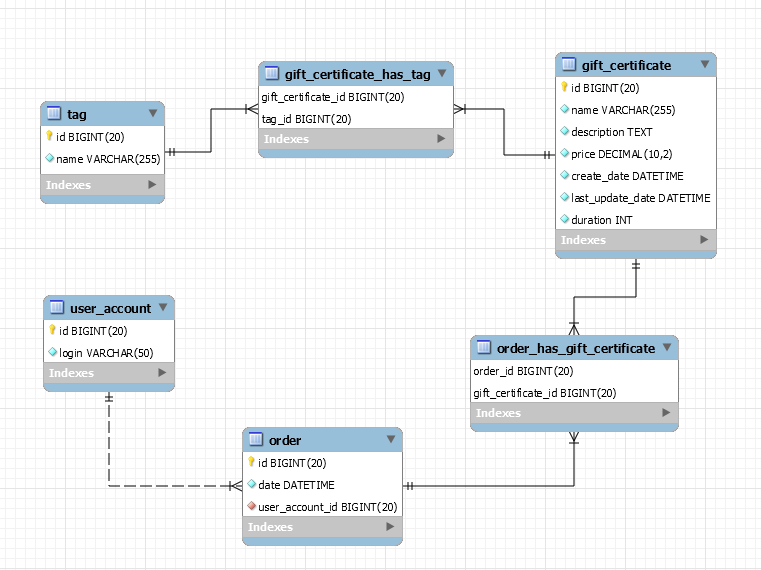 tag
id BIGINT(20)
name VARCHAR(255)
Indexes
gift_certificate_has_tag
gift_certificate_id BIGINT(20)
tag_id BIGINT(20)
Indexes
gift_certificate
id BIGINT(20)
name VARCHAR(255)
description TEXT
price DECIMAL(10,2)
create_date DATETIME
last_update_date DATETIME
duration INT
Indexes
user_account
id BIGINT(20)
login VARCHAR(50)
Indexes
order_has_gift_certificate
order_id BIGINT(20)
gift_certificate_id BIGINT(20)
Indexes
order
id BIGINT(20)
date DATETIME
user_account_id BIGINT(20)
Indexes